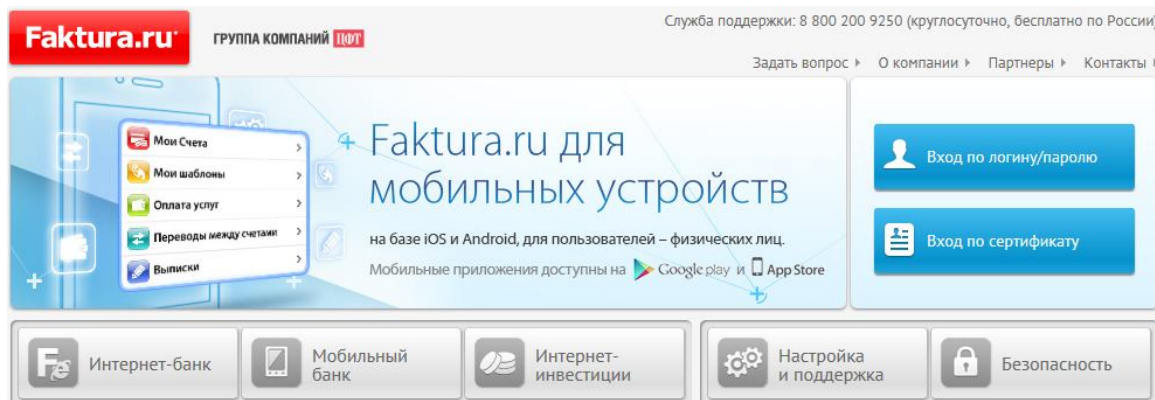 Faktura.ru
ГРУППА КОМПАНИЙ ЦФТ
Служба поддержки: 8 800 200 9250 (круглосуточно, бесплатно по России)
Задать вопрос
О компании
Партнеры
Контакты
Мои Счета
Мои шаблоны
Оплата услуг
Переводы между счетами
Выписки
Faktura.ru для
мобильных устройств
на базе iOS и Android, для пользователей – физических лиц.
Мобильные приложения доступны на Google play и App Store
Вход по логину/паролю
Вход по сертификату
Интернет-банк
Мобильный
банк
Интернет-
инвестиции
Настройка
и поддержка
Безопасность